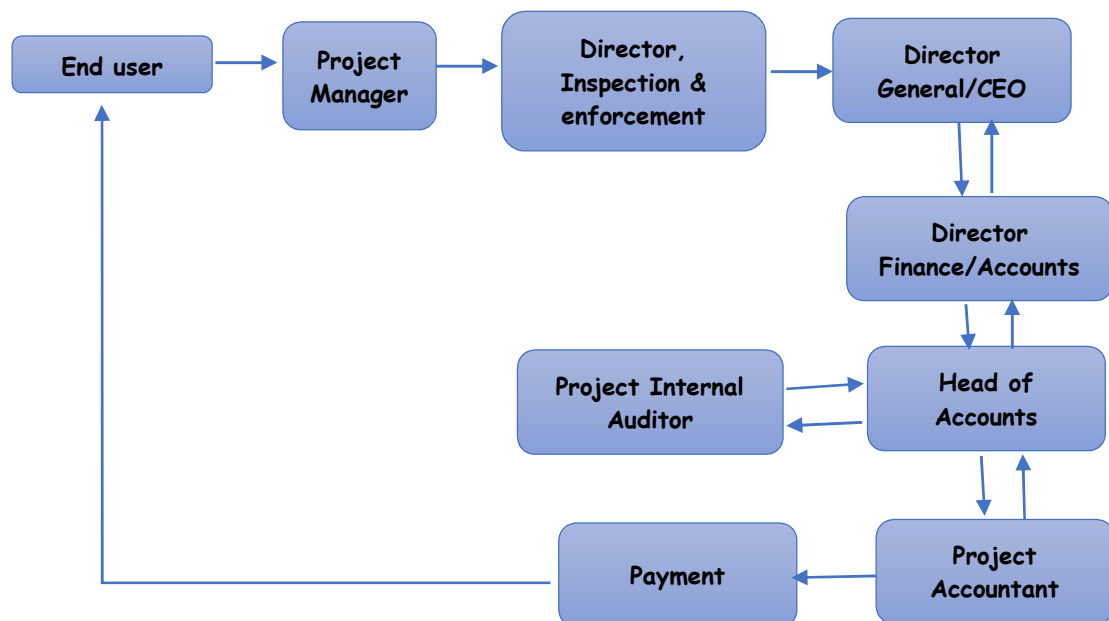 End user
Project
Manager
Director,
Inspection &
enforcement
Director
General/CEO
Director
Finance/Accounts
Project Internal
Auditor
Head of
Accounts
Payment
Project
Accountant